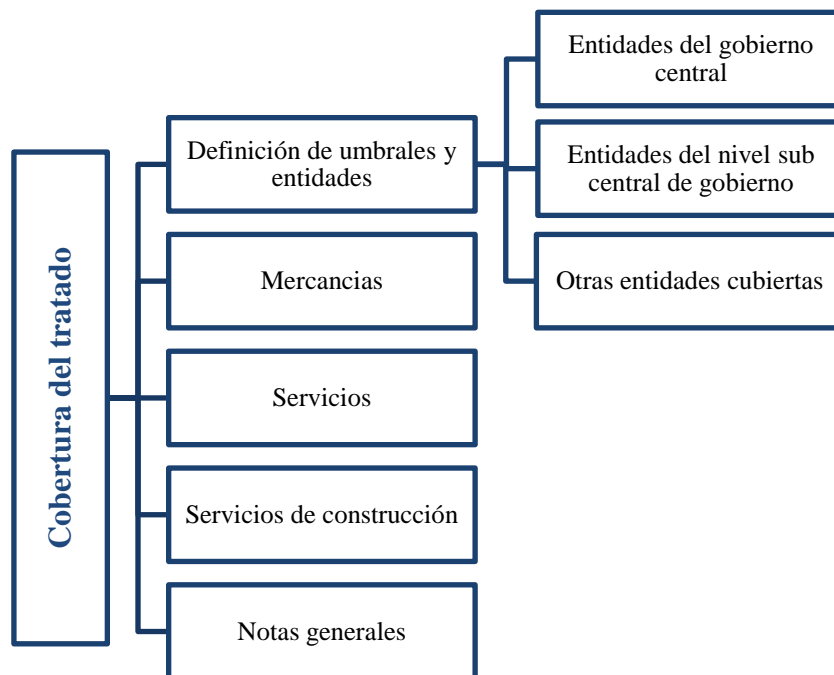 Cobertura del tratado
Definición de umbrales y
entidades
Entidades del gobierno
central
Entidades del nivel sub
central de gobierno
Otras entidades cubiertas
Mercancias
Servicios
Servicios de construcción
Notas generales